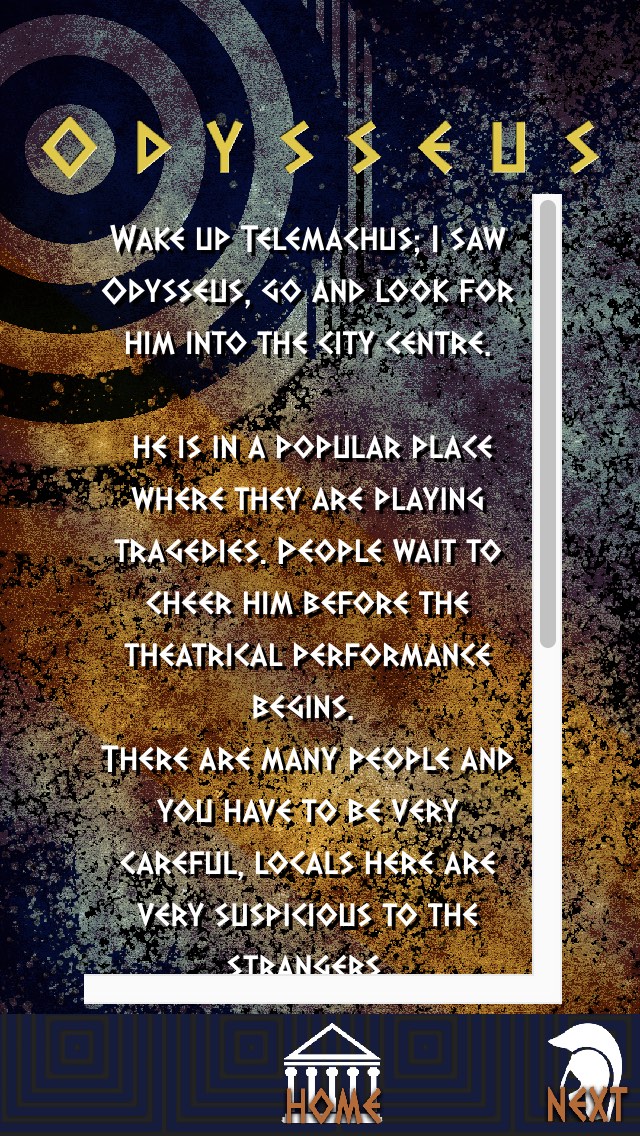 Odysseus
Wake up Telemachus; I saw
Odysseus, go and look for
him into the city centre.
he is in a popular place
where they are playing
tragedies. People wait to
cheer him before the
theatrical performance
begins.
There are many people and
you have to be very
careful, locals here are
very suspicious to the
strangers
HOME
NEXT